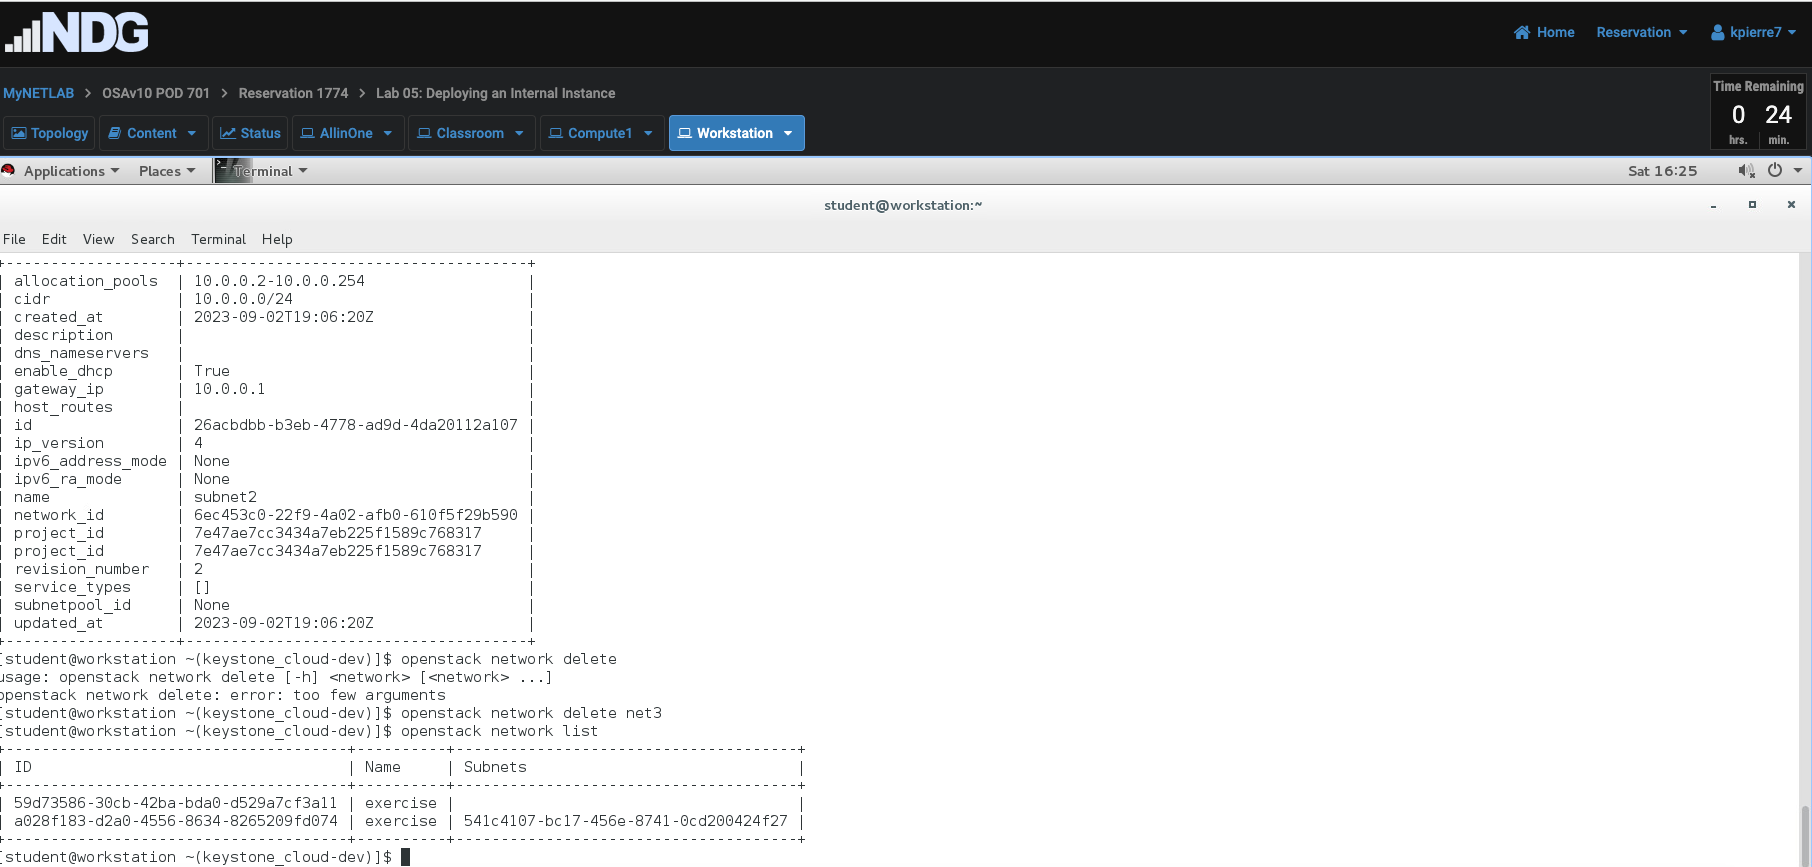 NDG
Home Reservation kpierre7
MyNETLAB > OSAv10 POD 701 > Reservation 1774 > Lab 05: Deploying an Internal Instance
Time Remaining
0 24
hrs. min.
Topology Content Status AllinOne Classroom Compute1 Workstation
Applications Places Terminal Sat 16:25
student@workstation:~
File Edit View Search Terminal Help
+-------------------+--------------------------------------+
| allocation_pools | 10.0.0.2-10.0.0.254 |
| cidr | 10.0.0.0/24 |
| created_at | 2023-09-02T19:06:20Z |
| description | |
| dns_nameservers | |
| enable_dhcp | True |
| gateway_ip | 10.0.0.1 |
| host_routes | |
| id | 26acbdbb-b3eb-4778-ad9d-4da20112a107 |
| ip_version | 4 |
| ipv6_address_mode | None |
| ipv6_ra_mode | None |
| name | subnet2 |
| network_id | 6ec453c0-22f9-4a02-afb0-610f5f29b590 |
| project_id | 7e47ae7cc3434a7eb225f1589c768317 |
| project_id | 7e47ae7cc3434a7eb225f1589c768317 |
| revision_number | 2 |
| service_types | [] |
| subnetpool_id | None |
| updated_at | 2023-09-02T19:06:20Z |
+-------------------+--------------------------------------+
[student@workstation ~(keystone_cloud-dev)]$ openstack network delete
usage: openstack network delete [-h] <network> [<network> ...]
openstack network delete: error: too few arguments
[student@workstation ~(keystone_cloud-dev)]$ openstack network delete net3
[student@workstation ~(keystone_cloud-dev)]$ openstack network list
+--------------------------------------+----------+--------------------------------------+
| ID | Name | Subnets |
+--------------------------------------+----------+--------------------------------------+
| 59d73586-30cb-42ba-bda0-d529a7cf3a11 | exercise | |
| a028f183-d2a0-4556-8634-8265209fd074 | exercise | 541c4107-bc17-456e-8741-0cd200424f27 |
+--------------------------------------+----------+--------------------------------------+
[student@workstation ~(keystone_cloud-dev)]$